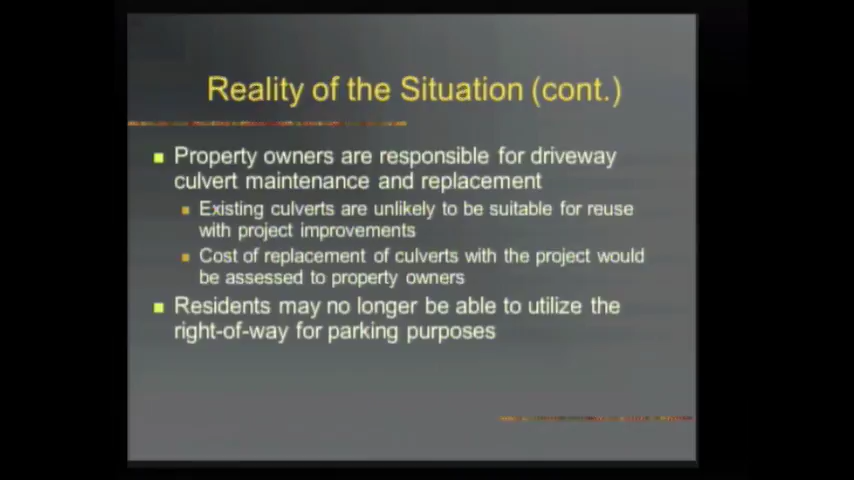 Reality of the Situation (cont.)
Property owners are responsible for driveway
culvert maintenance and replacement
Existing culverts are unlikely to be suitable for reuse
with project improvements
Cost of replacement of culverts with the project would
be assessed to property owners
Residents may no longer be able to utilize the
right-of-way for parking purposes